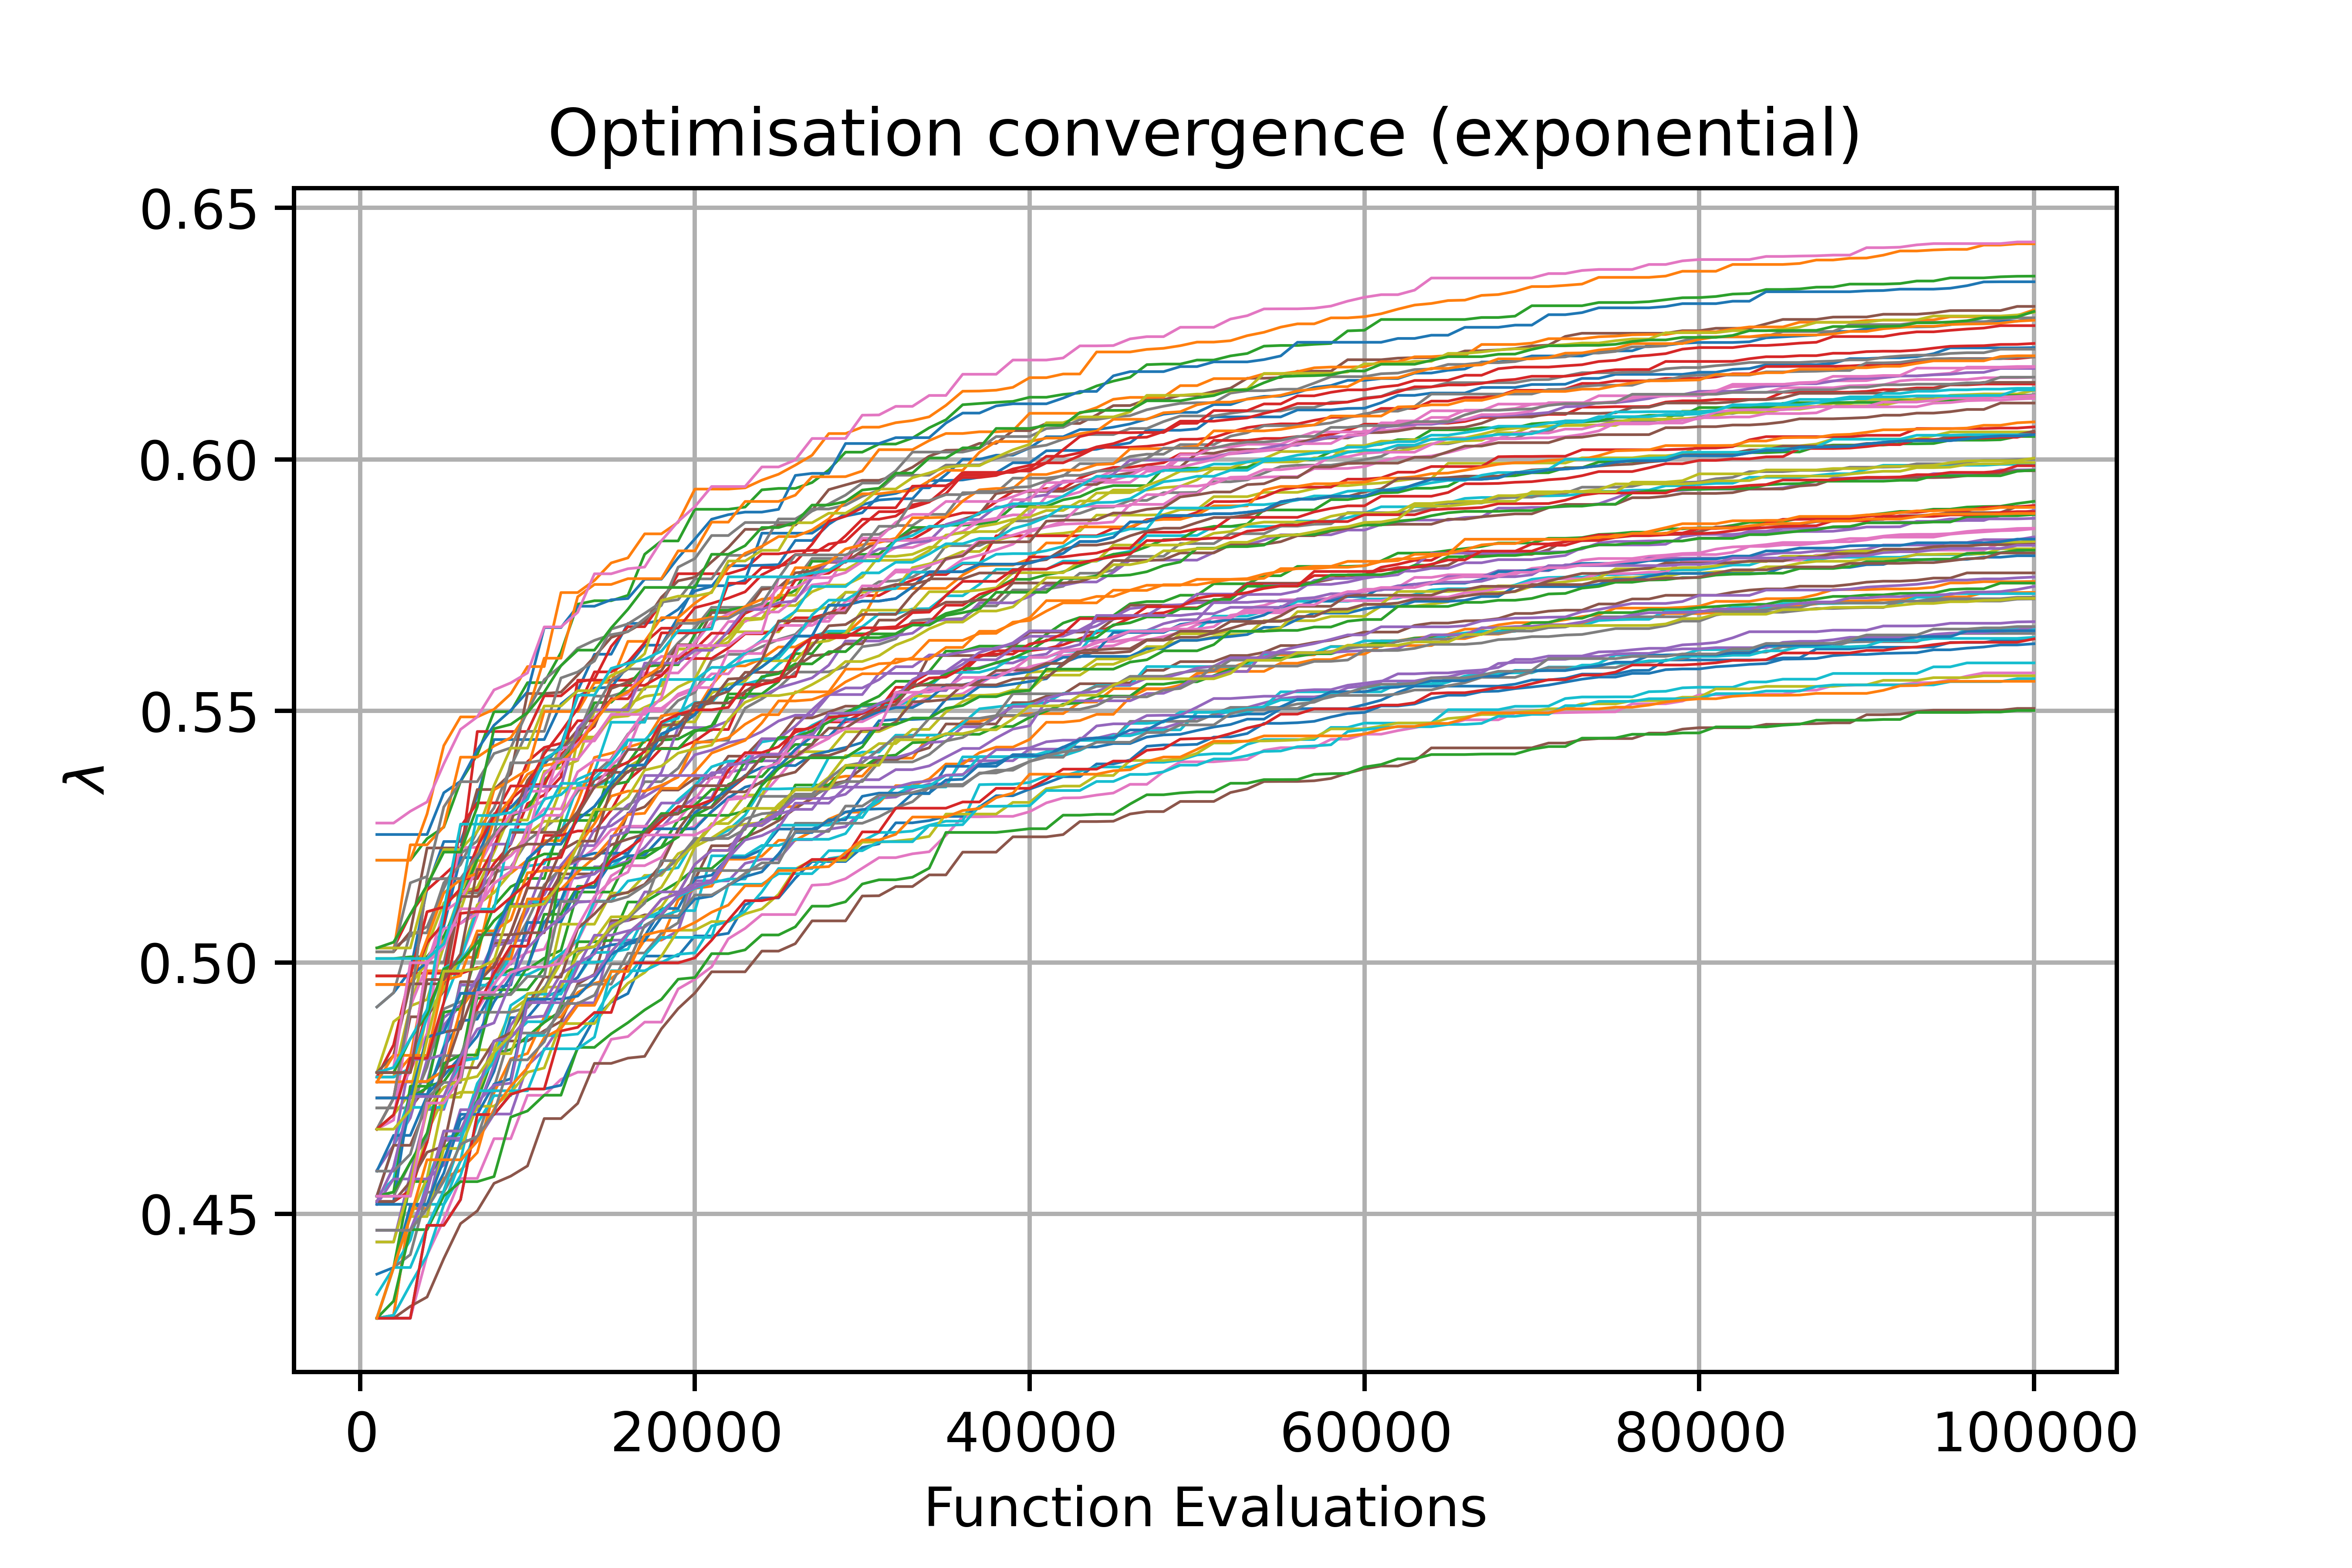 Optimisation convergence (exponential)
0.65
0.60
0.55
0.50
0.45
λ
0 20000 40000 60000 80000 100000
Function Evaluations